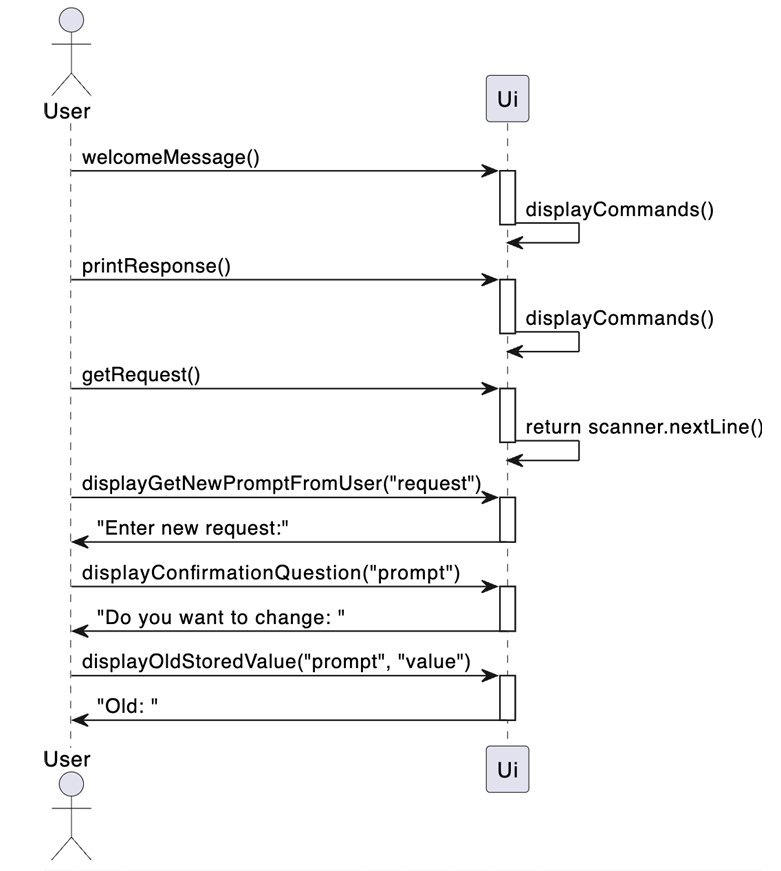 User
Ui
welcomeMessage()
displayCommands()
printResponse()
displayCommands()
getRequest()
return scanner.nextLine()
displayGetNewPromptFromUser("request")
"Enter new request:"
displayConfirmationQuestion("prompt")
"Do you want to change: "
displayOldStoredValue("prompt", "value")
"Old: "
User
Ui